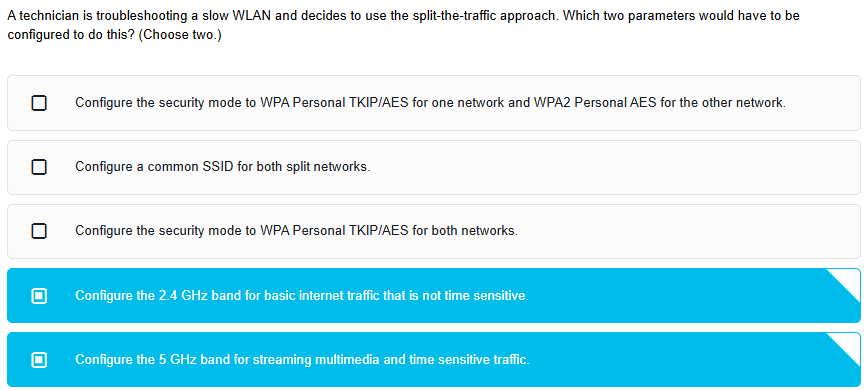 A technician is troubleshooting a slow WLAN and decides to use the split-the-traffic approach. Which two parameters would have to be
configured to do this? (Choose two.)
Configure the security mode to WPA Personal TKIP/AES for one network and WPA2 Personal AES for the other network.
Configure a common SSID for both split networks.
Configure the security mode to WPA Personal TKIP/AES for both networks.
Configure the 2.4 GHz band for basic internet traffic that is not time sensitive.
Configure the 5 GHz band for streaming multimedia and time sensitive traffic.